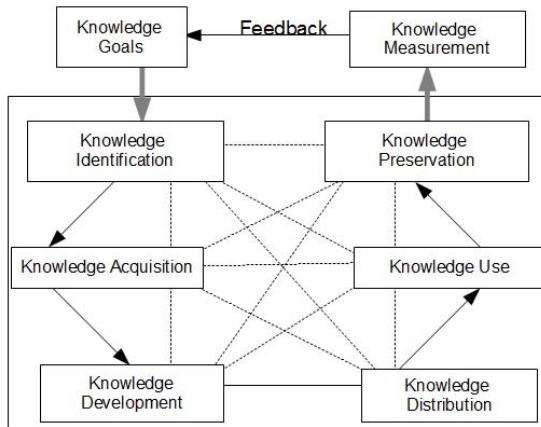 Knowledge
Goals
Feedback
Knowledge
Measurement
Knowledge
Identification
Knowledge
Preservation
Knowledge Acquisition
Knowledge Use
Knowledge
Development
Knowledge
Distribution